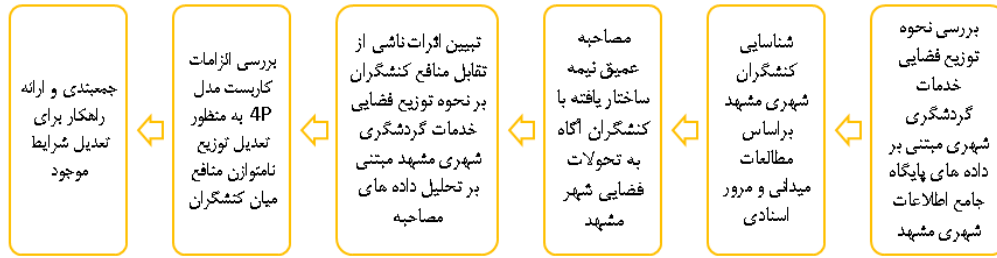 بررسی نحوه
توزیع فضایی
خدمات
گردشگری
شهری مبتنی بر
داده های پایگاه
جامع اطلاعات
شهری مشهد
شناسایی
کنشگران
شهری مشهد
براساس
مطالعات
میدانی و مرور
اسنادی
مصاحبه
عمیق نیمه
ساختار یافته با
کنشگران آگاه
به تحولات
فضایی شهر
مشهد
تبیین اثرات ناشی از
تقابل منافع کنشگران
بر نحوه توزیع فضایی
خدمات گردشگری
شهری مشهد مبتنی
بر تحلیل داده های
مصاحبه
بررسی الزامات
کاربست مدل
4P به منظور
تعدیل توزیع
نامتوازن منافع
میان کنشگران
جمعبندی و ارائه
راهکار برای
تعدیل شرایط
موجود